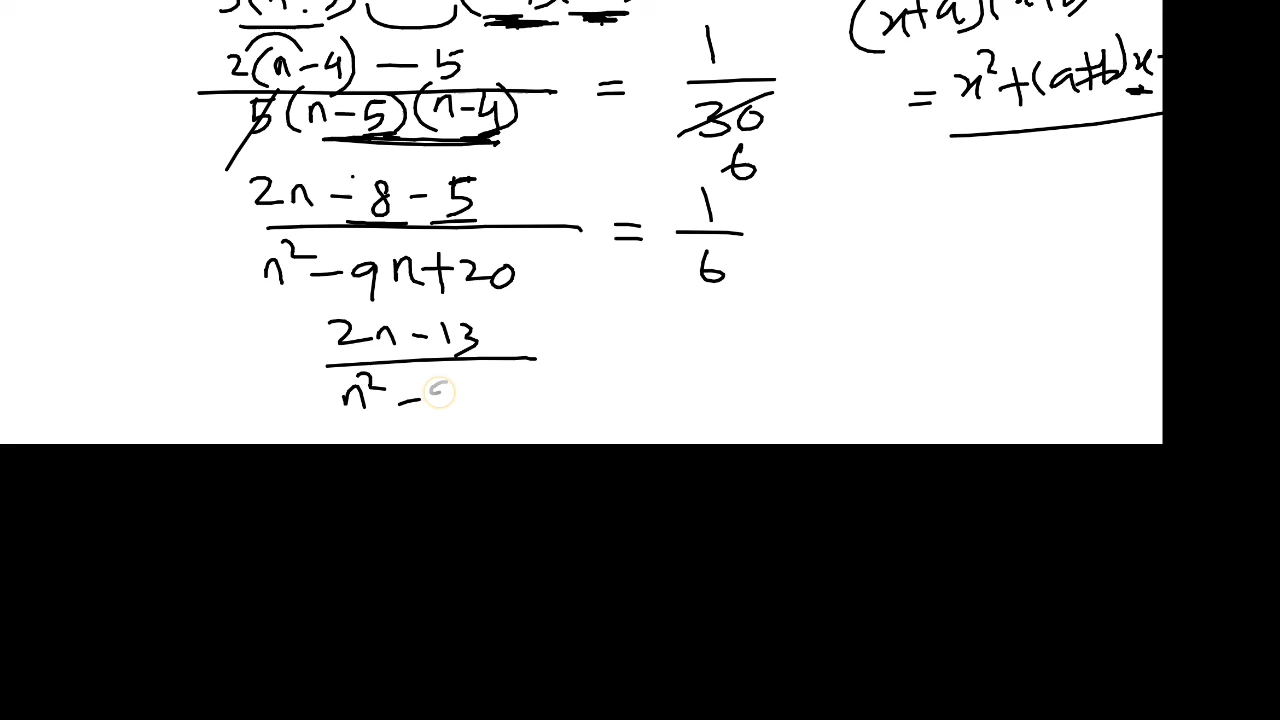 2(n-4) - 5 = 1
5(n-5)(n-4) 30
6
2n - 8 - 5 = 1
n² - 9n + 20 6
2n - 13
n² -
= x² + (a+b)x